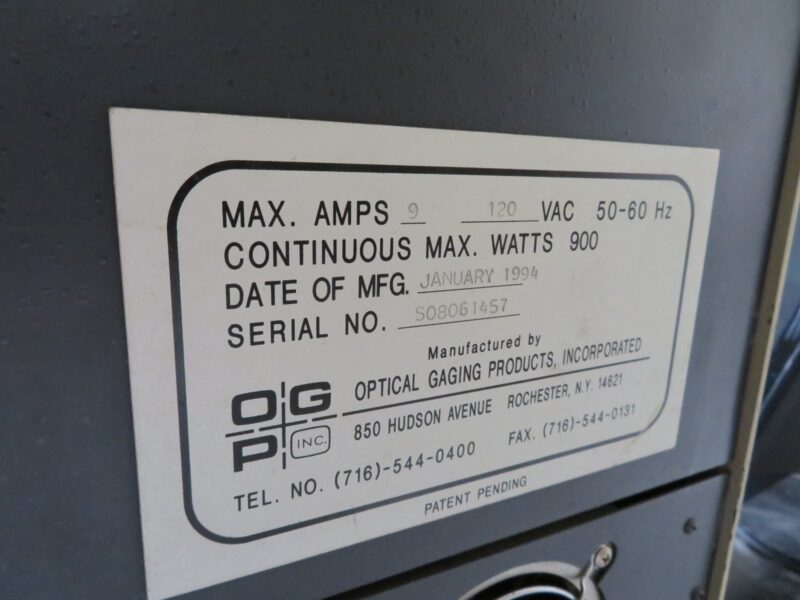 MAX. AMPS 9 120 VAC 50-60 Hz
CONTINUOUS MAX. WATTS 900
DATE OF MFG. JANUARY 1994
SERIAL NO. S08061457
Manufactured by
OPTICAL GAGING PRODUCTS, INCORPORATED
850 HUDSON AVENUE ROCHESTER, N.Y. 14621
OG
P INC.
TEL. NO. (716)-544-0400 FAX. (716)-544-0131
PATENT PENDING